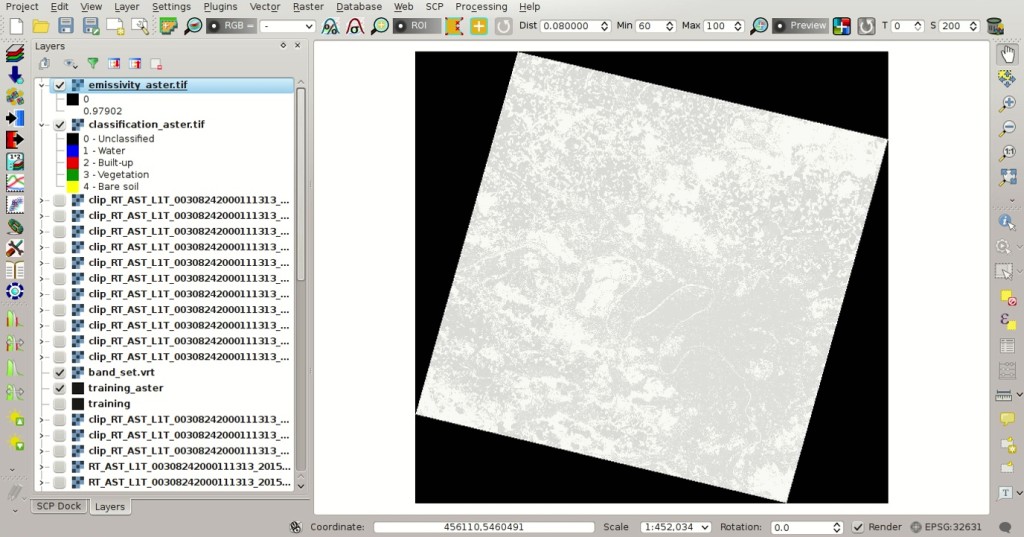 Project Edit View Layer Settings Plugins Vector Raster Database Web SCP Processing Help
RGB = - ROI Dist 0.080000 Min 60 Max 100 Preview T 0 S 200
Layers
emissivity_aster.tif
0
0.97902
classification_aster.tif
0 - Unclassified
1 - Water
2 - Built-up
3 - Vegetation
4 - Bare soil
clip_RT_AST_L1T_00308242000111313_...
clip_RT_AST_L1T_00308242000111313_...
clip_RT_AST_L1T_00308242000111313_...
clip_RT_AST_L1T_00308242000111313_...
clip_RT_AST_L1T_00308242000111313_...
clip_RT_AST_L1T_00308242000111313_...
clip_RT_AST_L1T_00308242000111313_...
clip_RT_AST_L1T_00308242000111313_...
clip_RT_AST_L1T_00308242000111313_...
clip_RT_AST_L1T_00308242000111313_...
clip_RT_AST_L1T_00308242000111313_...
band_set.vrt
training_aster
training
clip_RT_AST_L1T_00308242000111313_...
clip_RT_AST_L1T_00308242000111313_...
clip_RT_AST_L1T_00308242000111313_...
RT_AST_L1T_00308242000111313_2015...
RT_AST_L1T_00308242000111313_2015...
SCP Dock Layers
Coordinate: 456110,5460491 Scale 1:452,034 Rotation: 0.0 Render EPSG:32631